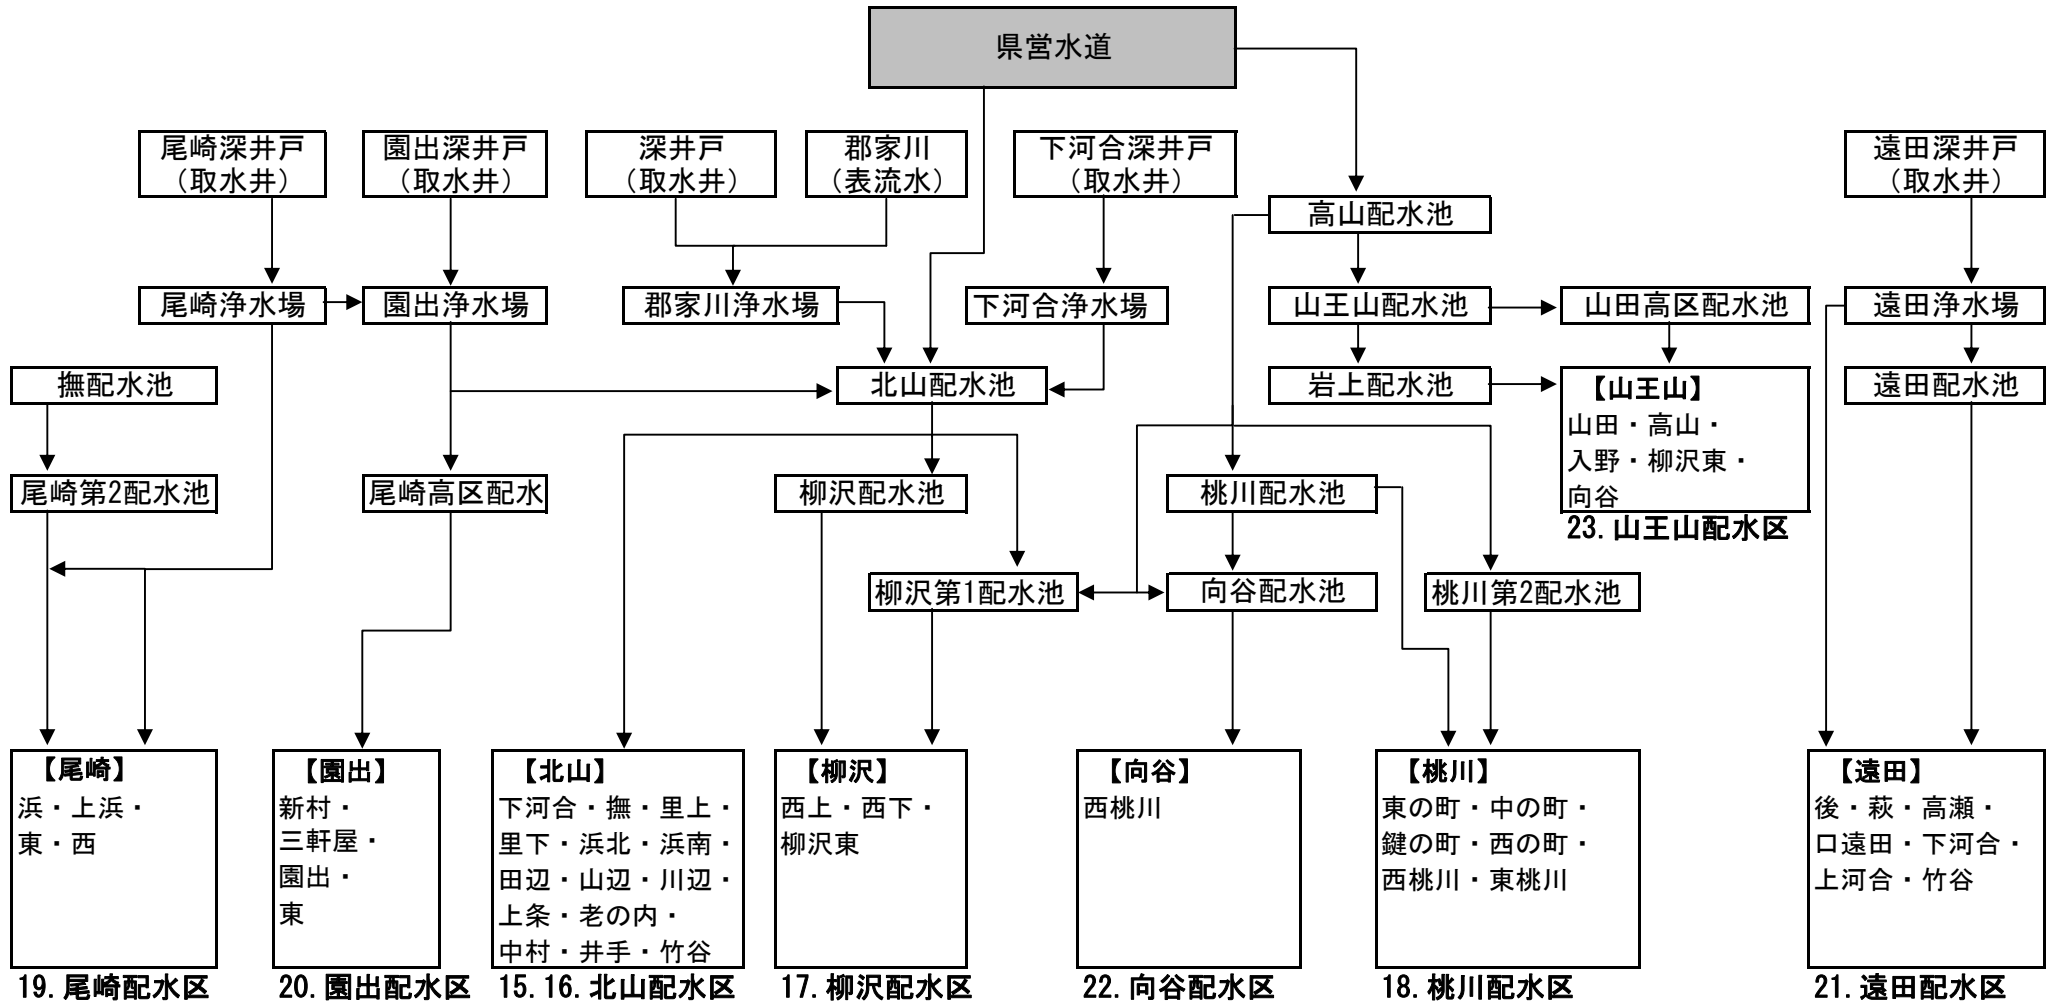 県営水道
尾崎深井戸
（取水井）
園出深井戸
（取水井）
深井戸
（取水井）
郡家川
（表流水）
下河合深井戸
（取水井）
遠田深井戸
（取水井）
高山配水池
尾崎浄水場
園出浄水場
郡家川浄水場
下河合浄水場
山王山配水池
山田高区配水池
遠田浄水場
撫配水池
北山配水池
岩上配水池
遠田配水池
【山王山】
山田・高山・
入野・柳沢東・
向谷
23.山王山配水区
尾崎第2配水池
尾崎高区配水
柳沢配水池
桃川配水池
柳沢第1配水池
向谷配水池
桃川第2配水池
【尾崎】
浜・上浜・
東・西
19.尾崎配水区
【園出】
新村・
三軒屋・
園出・
東
20.園出配水区
【北山】
下河合・撫・里上・
里下・浜北・浜南・
田辺・山辺・川辺・
上条・老の内・
中村・井手・竹谷
15.16.北山配水区
【柳沢】
西上・西下・
柳沢東
17.柳沢配水区
【向谷】
西桃川
22.向谷配水区
【桃川】
東の町・中の町・
鍵の町・西の町・
西桃川・東桃川
18.桃川配水区
【遠田】
後・萩・高瀬・
口遠田・下河合・
上河合・竹谷
21.遠田配水区